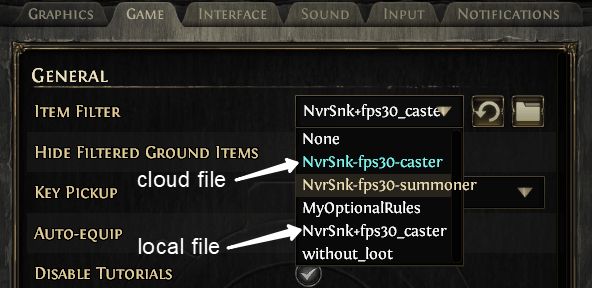 GRAPHICS GAME INTERFACE SOUND INPUT NOTIFICATIONS
GENERAL
ITEM FILTER NvrSnk+fps30_caster
None
HIDE FILTERED GROUND ITEMS
NvrSnk-fps30-caster
cloud file
NvrSnk-fps30-summoner
KEY PICKUP
MyOptionalRules
AUTO-EQUIP NvrSnk+fps30_caster
local file
without_loot
DISABLE TUTORIALS